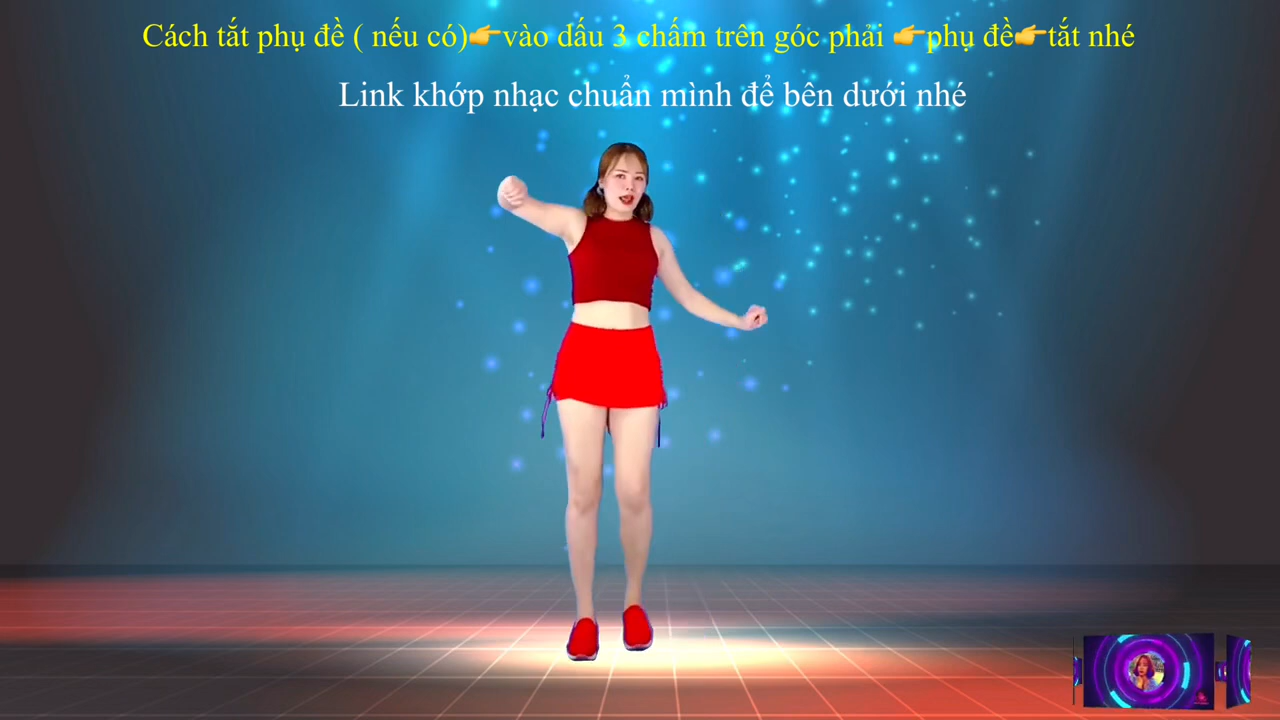 Cách tắt phụ đề ( nếu có)👉vào dấu 3 chấm trên góc phải 👉phụ đề👉tắt nhé
Link khớp nhạc chuẩn mình để bên dưới nhé